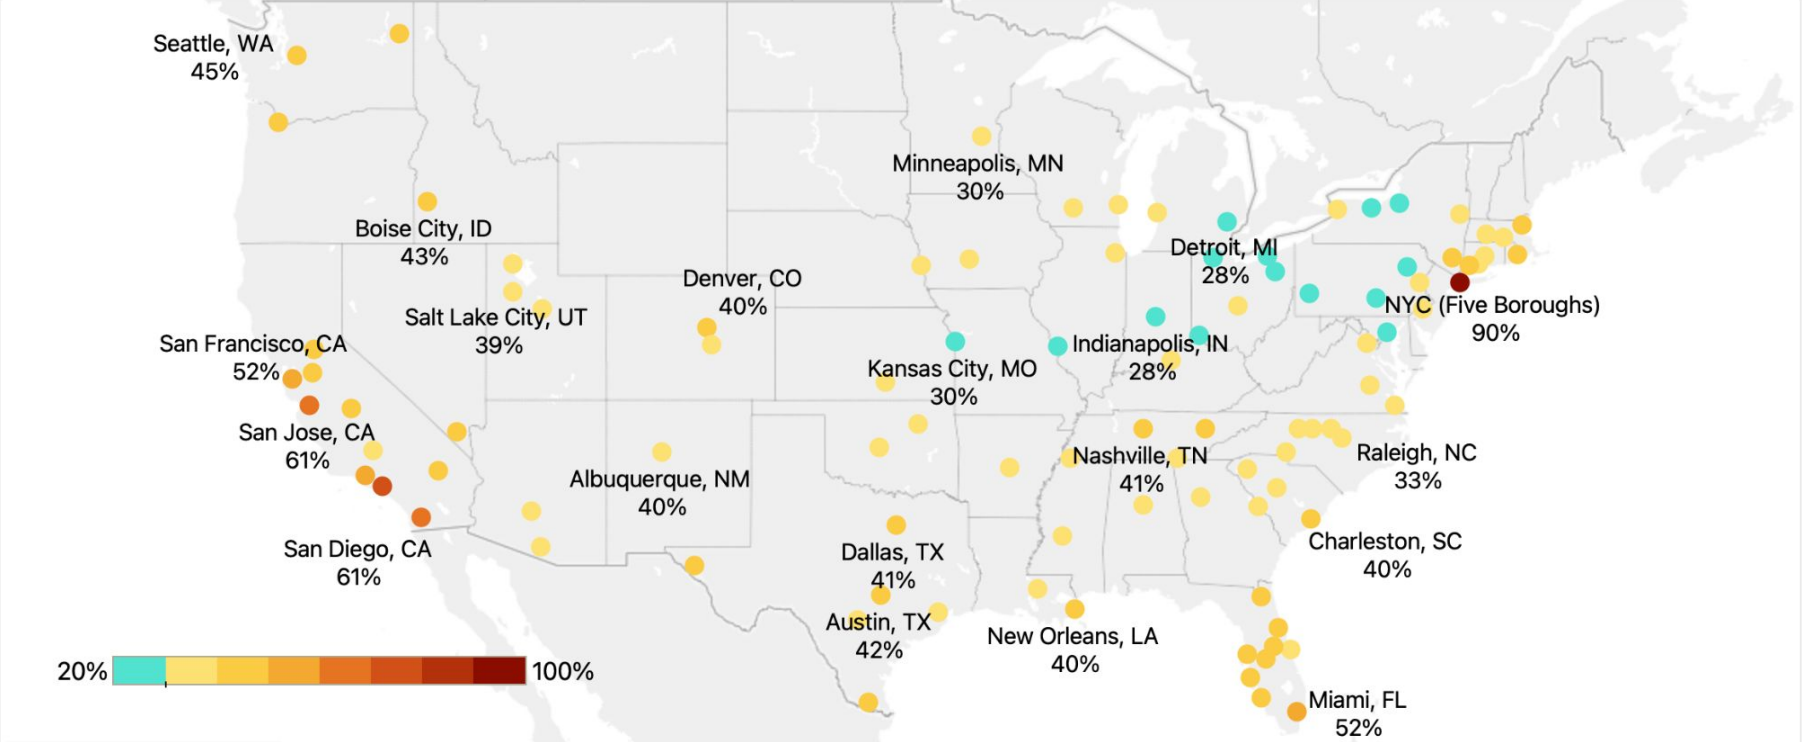 Seattle, WA
45%
Minneapolis, MN
30%
Boise City, ID
43%
Detroit, MI
28%
Denver, CO
40%
Salt Lake City, UT
39%
NYC (Five Boroughs)
90%
San Francisco, CA
52%
Kansas City, MO
30%
Indianapolis, IN
28%
San Jose, CA
61%
Albuquerque, NM
40%
Nashville, TN
41%
Raleigh, NC
33%
San Diego, CA
61%
Dallas, TX
41%
Charleston, SC
40%
Austin, TX
42%
New Orleans, LA
40%
20%
100%
Miami, FL
52%